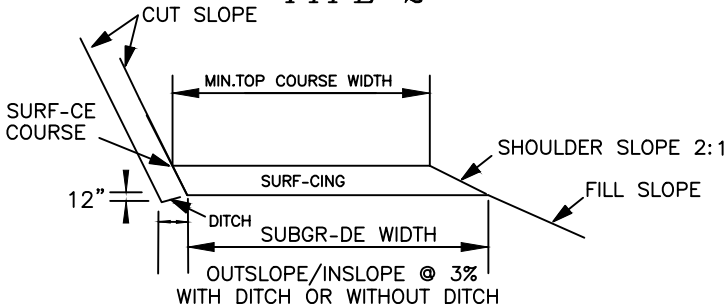 CUT SLOPE
MIN.TOP COURSE WIDTH
SURF-CE
COURSE
SHOULDER SLOPE 2:1
SURF-CING
FILL SLOPE
12"
DITCH
SUBGR-DE WIDTH
OUTSLOPE/INSLOPE @ 3%
WITH DITCH OR WITHOUT DITCH